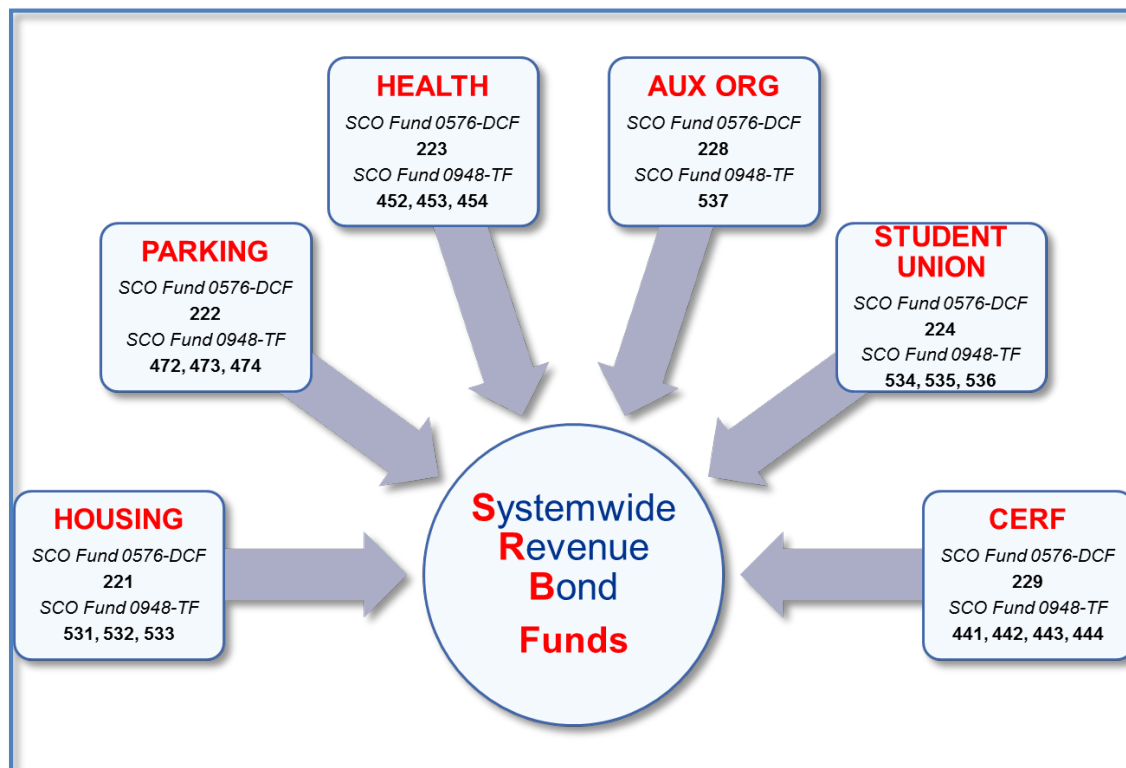 HEALTH
SCO Fund 0576-DCF
223
SCO Fund 0948-TF
452, 453, 454
AUX ORG
SCO Fund 0576-DCF
228
SCO Fund 0948-TF
537
PARKING
SCO Fund 0576-DCF
222
SCO Fund 0948-TF
472, 473, 474
STUDENT
UNION
SCO Fund 0576-DCF
224
SCO Fund 0948-TF
534, 535, 536
HOUSING
SCO Fund 0576-DCF
221
SCO Fund 0948-TF
531, 532, 533
Systemwide
Revenue
Bond
Funds
CERF
SCO Fund 0576-DCF
229
SCO Fund 0948-TF
441, 442, 443, 444